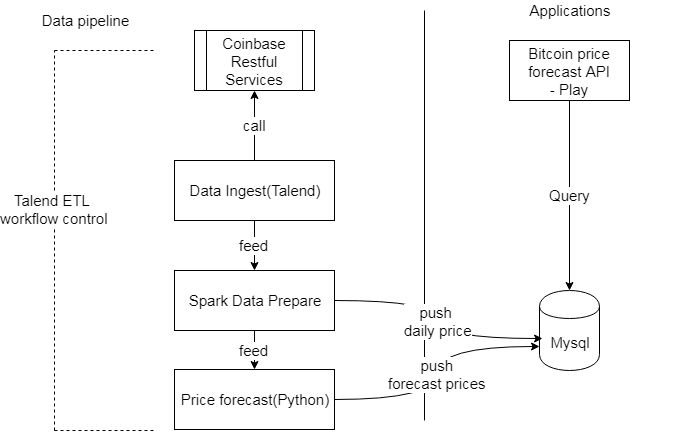 Data pipeline
Applications
Coinbase
Restful
Services
Bitcoin price
forecast API
- Play
call
Data Ingest(Talend)
Talend ETL
workflow control
Query
feed
Spark Data Prepare
push
daily price
Mysql
feed
push
forecast prices
Price forecast(Python)